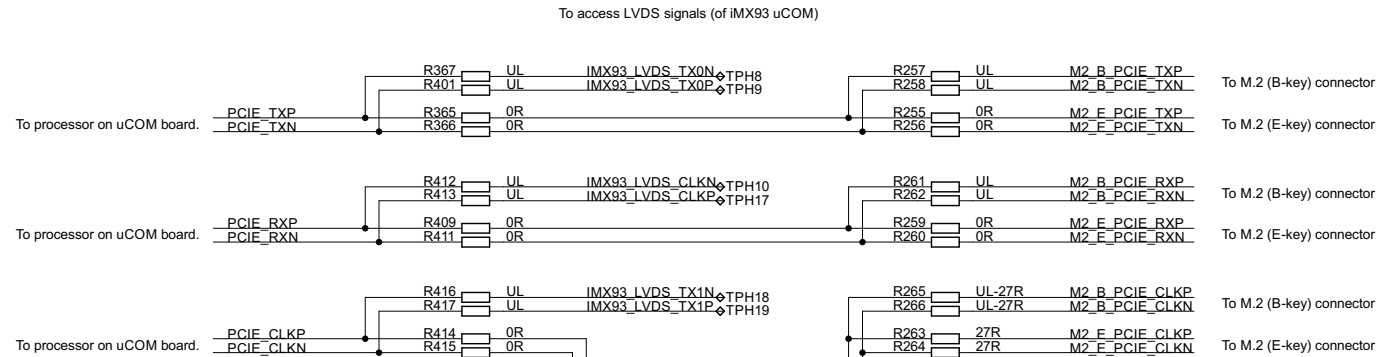 To access LVDS signals (of iMX93 uCOM)
R367 UL IMX93_LVDS_TX0N TPH8 R257 UL M2_B_PCIE_TXP
R401 UL IMX93_LVDS_TX0P TPH9 R258 UL M2_B_PCIE_TXN
To M.2 (B-key) connector
PCIE_TXP R365 0R R255 0R M2_E_PCIE_TXP
To processor on uCOM board. PCIE_TXN R366 0R R256 0R M2_E_PCIE_TXN
To M.2 (E-key) connector
R412 UL IMX93_LVDS_CLKN TPH10 R261 UL M2_B_PCIE_RXP
R413 UL IMX93_LVDS_CLKP TPH17 R262 UL M2_B_PCIE_RXN
To M.2 (B-key) connector
PCIE_RXP R409 0R R259 0R M2_E_PCIE_RXP
To processor on uCOM board. PCIE_RXN R411 0R R260 0R M2_E_PCIE_RXN
To M.2 (E-key) connector
R416 UL IMX93_LVDS_TX1N TPH18 R265 UL-27R M2_B_PCIE_CLKP
R417 UL IMX93_LVDS_TX1P TPH19 R266 UL-27R M2_B_PCIE_CLKN
To M.2 (B-key) connector
PCIE_CLKP R414 0R R263 27R M2_E_PCIE_CLKP
To processor on uCOM board. PCIE_CLKN R415 0R R264 27R M2_E_PCIE_CLKN
To M.2 (E-key) connector